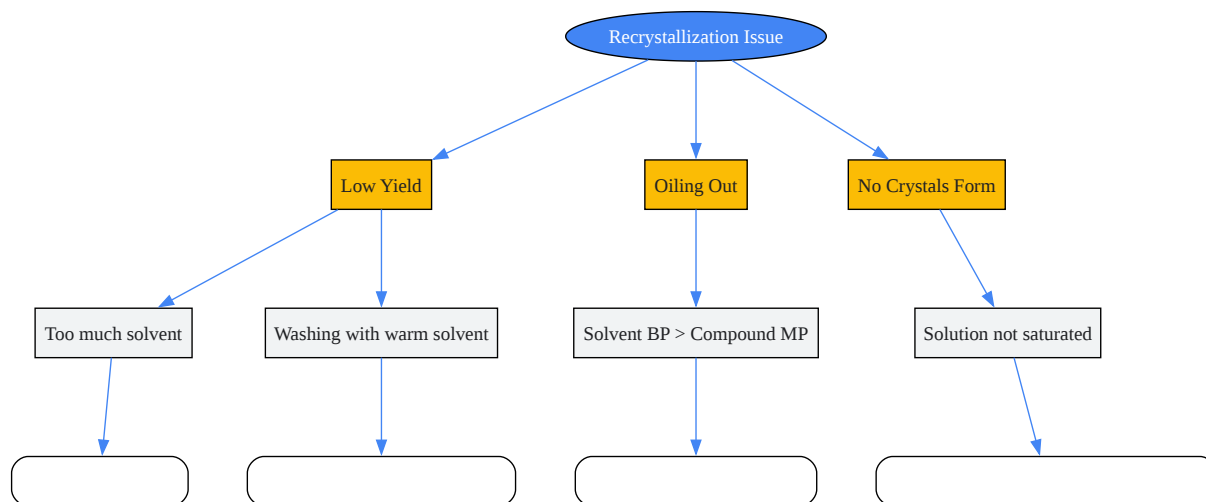 Recrystallization Issue
Low Yield
Oiling Out
No Crystals Form
Too much solvent
Washing with warm solvent
Solvent BP > Compound MP
Solution not saturated